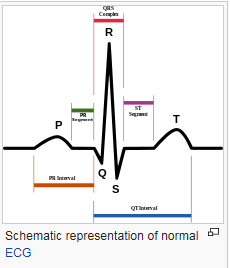 QRS
Complex
R
PR
Segment
ST
Segment
P
T
Q
S
PR Interval
QT Interval
Schematic representation of normal
ECG